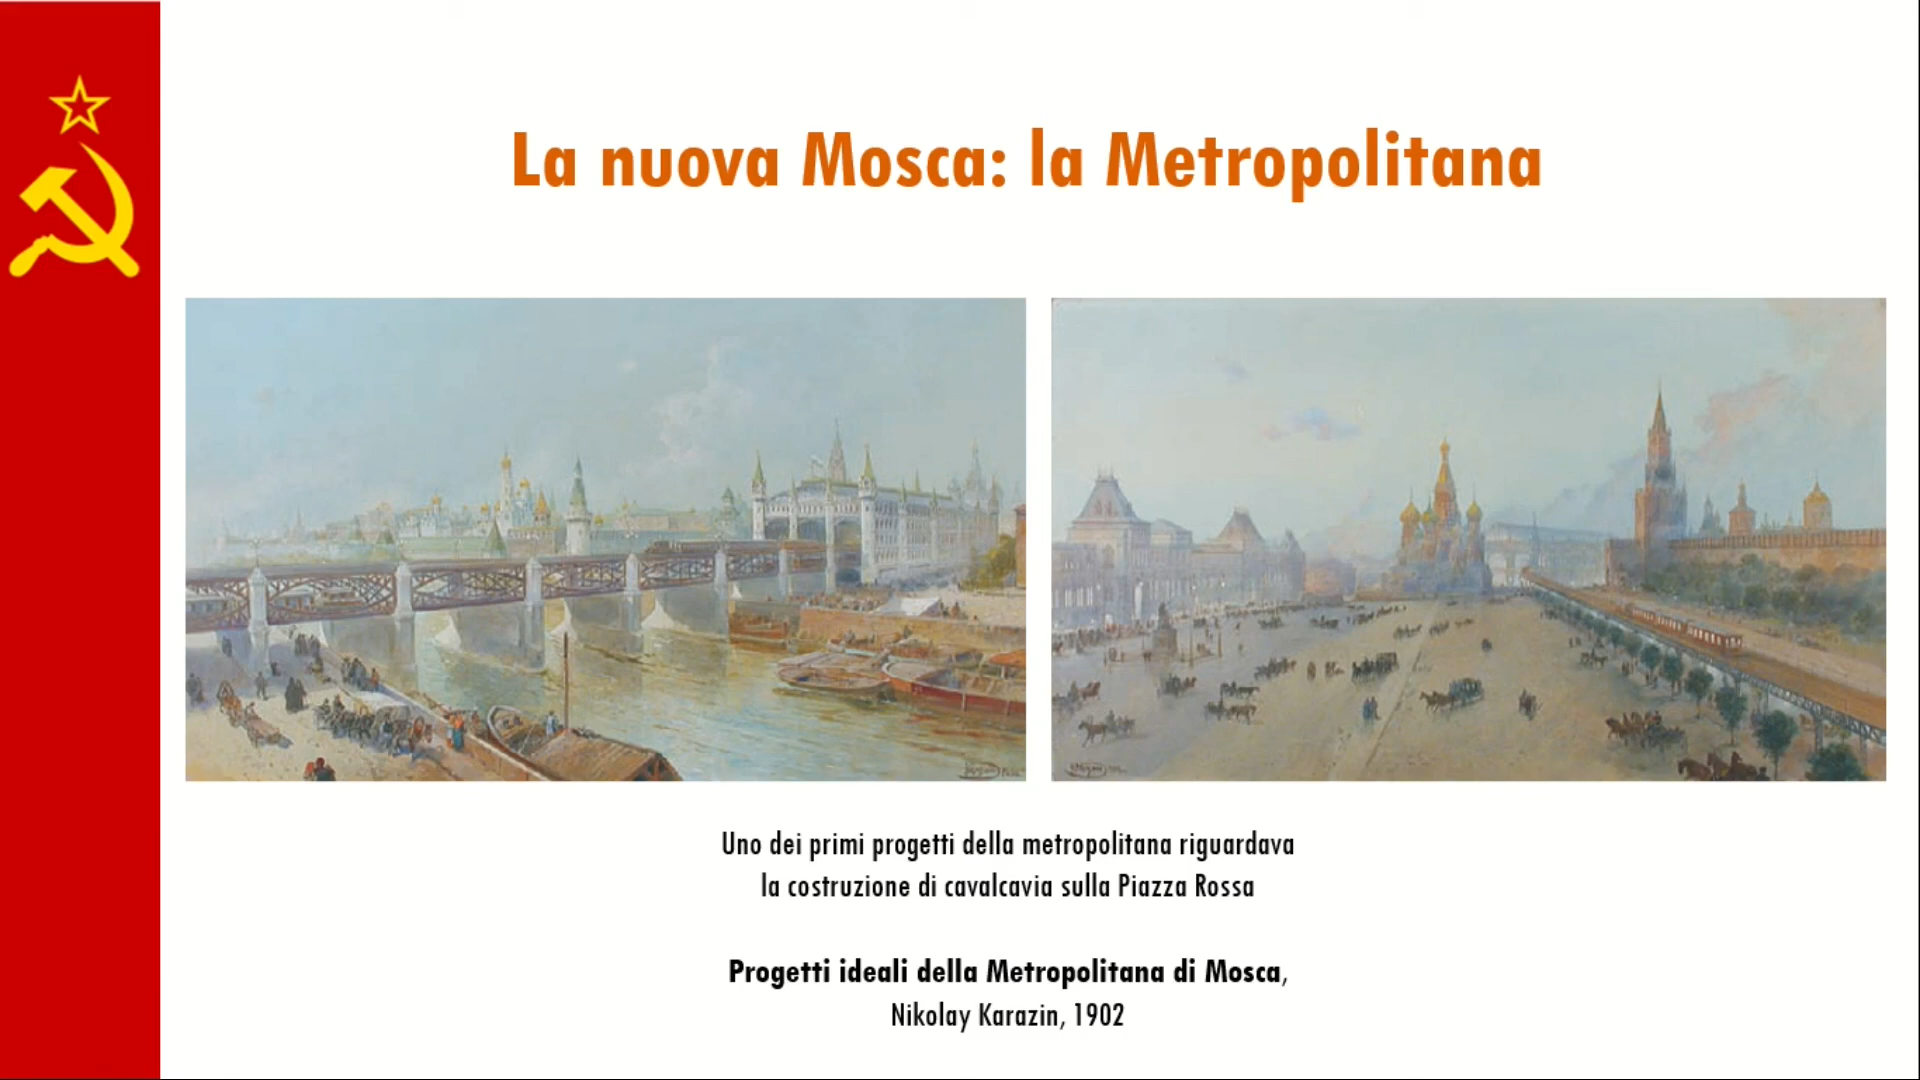 La nuova Mosca: la Metropolitana
Uno dei primi progetti della metropolitana riguardava
la costruzione di cavalcavia sulla Piazza Rossa
Progetti ideali della Metropolitana di Mosca,
Nikolay Karazin, 1902